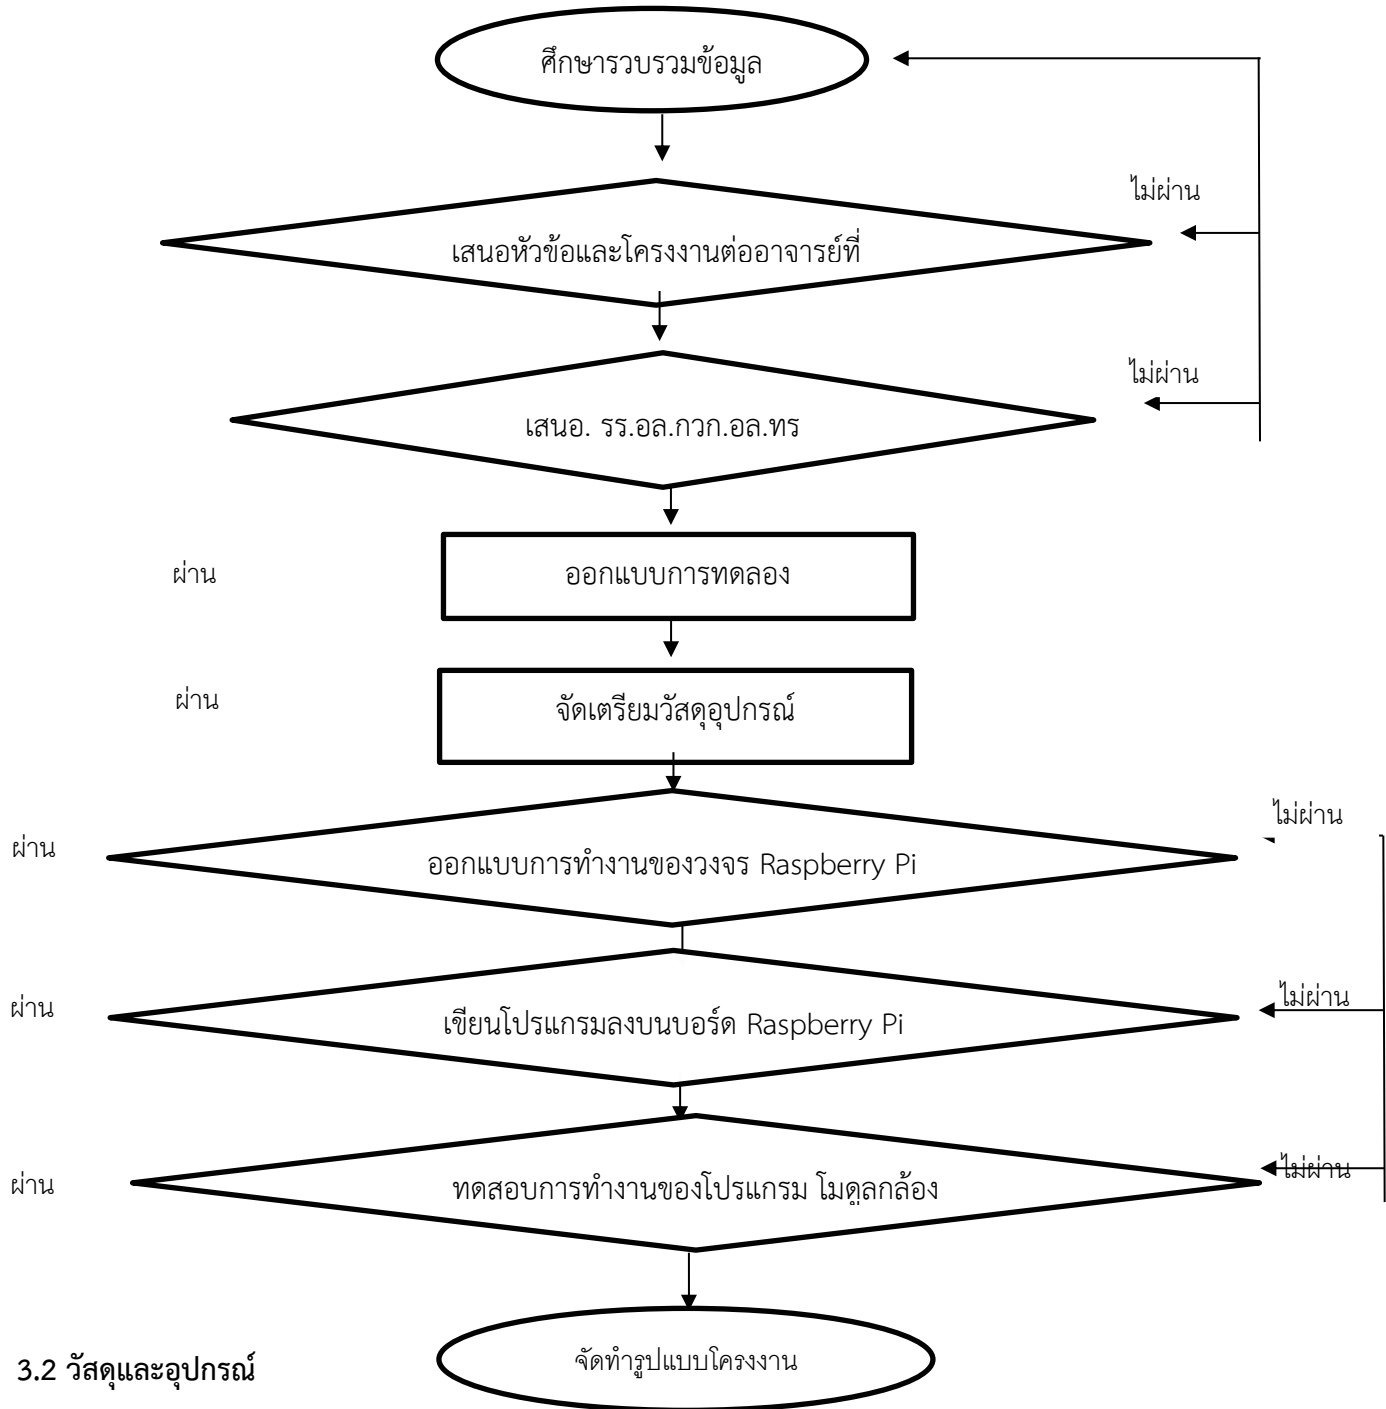 ศึกษารวบรวมข้อมูล
ไม่ผ่าน
เสนอหัวข้อและโครงงานต่ออาจารย์ที่
ไม่ผ่าน
เสนอ. รร.อล.กวก.อล.ทร
ผ่าน
ออกแบบการทดลอง
ผ่าน
จัดเตรียมวัสดุอุปกรณ์
ไม่ผ่าน
ผ่าน
ออกแบบการทำงานของวงจร Raspberry Pi
ไม่ผ่าน
ผ่าน
เขียนโปรแกรมลงบนบอร์ด Raspberry Pi
ไม่ผ่าน
ผ่าน
ทดสอบการทำงานของโปรแกรม โมดูลกล้อง
จัดทำรูปแบบโครงงาน
3.2 วัสดุและอุปกรณ์